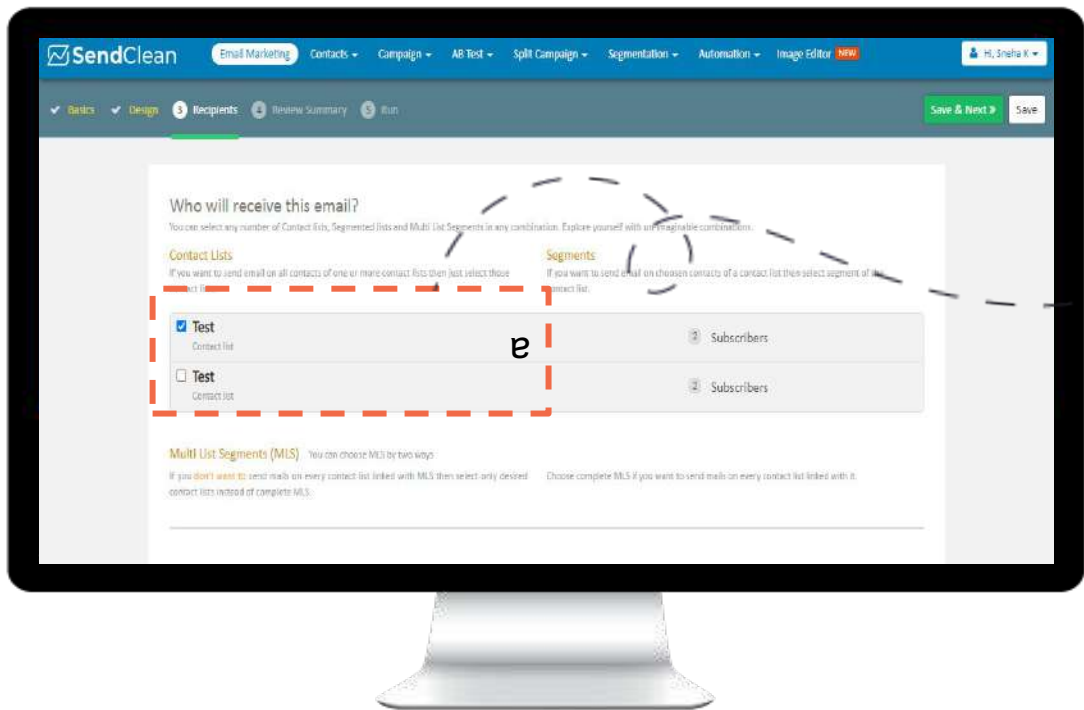 SendClean Email Marketing Contacts Campaign AB Test Split Campaign Segmentation Automation Image Editor NEW Hi, Sneha K
Basics Design 3 Recipients 4 Review Summary 5 Run Save & Next Save
Who will receive this email?
You can select any number of Contact lists, Segmented lists and Multi List Segments in any combination. Explore yourself with unimaginable combinations.
Contact Lists
If you want to send email on all contacts of one or more contact lists then just select those
Segments
If you want to send email on choosen contacts of a contact list then select segment of the
contact list.
Test
Contact list
a
2 Subscribers
Test
Contact list
2 Subscribers
Multi List Segments (MLS) You can choose MLS by two ways
If you don't want to send mails on every contact list linked with MLS then select only desired
contact lists instead of complete MLS.
Choose complete MLS if you want to send mails on every contact list linked with it.